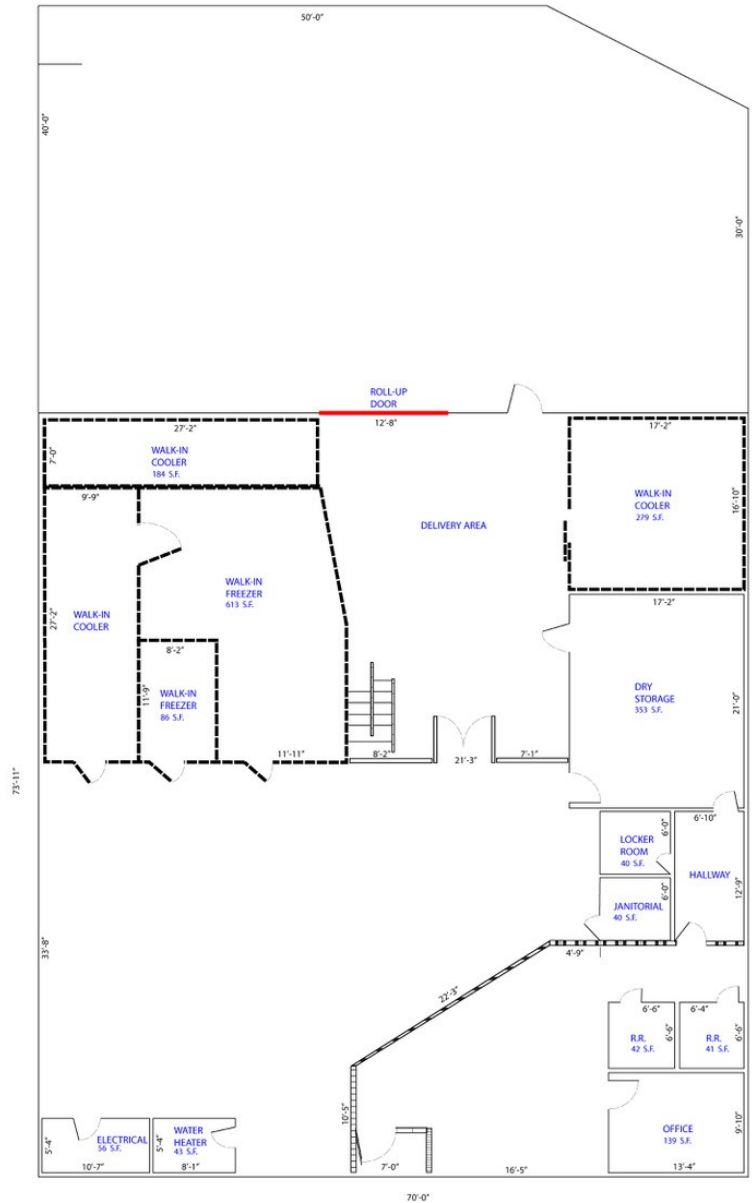 50'-0"
40'-0"
30'-0"
ROLL-UP
DOOR
12'-8"
27'-2"
7'-0"
WALK-IN
COOLER
184 S.F.
17'-2"
WALK-IN
COOLER
279 S.F.
16'-10"
9'-9"
DELIVERY AREA
WALK-IN
FREEZER
613 S.F.
27'-2"
WALK-IN
COOLER
17'-2"
8'-2"
11'-9"
WALK-IN
FREEZER
86 S.F.
DRY
STORAGE
353 S.F.
21'-0"
11'-11"
8'-2"
21'-3"
7'-1"
73'-11"
6'-10"
6'-0"
LOCKER
ROOM
40 S.F.
HALLWAY
12'-9"
6'-0"
JANITORIAL
40 S.F.
33'-8"
4'-9"
22'-3"
6'-6"
6'-4"
R.R.
42 S.F.
6'-6"
R.R.
41 S.F.
6'-6"
10'-5"
5'-4"
ELECTRICAL
56 S.F.
10'-7"
5'-4"
WATER
HEATER
43 S.F.
8'-1"
OFFICE
139 S.F.
9'-10"
7'-0"
16'-5"
13'-4"
70'-0"